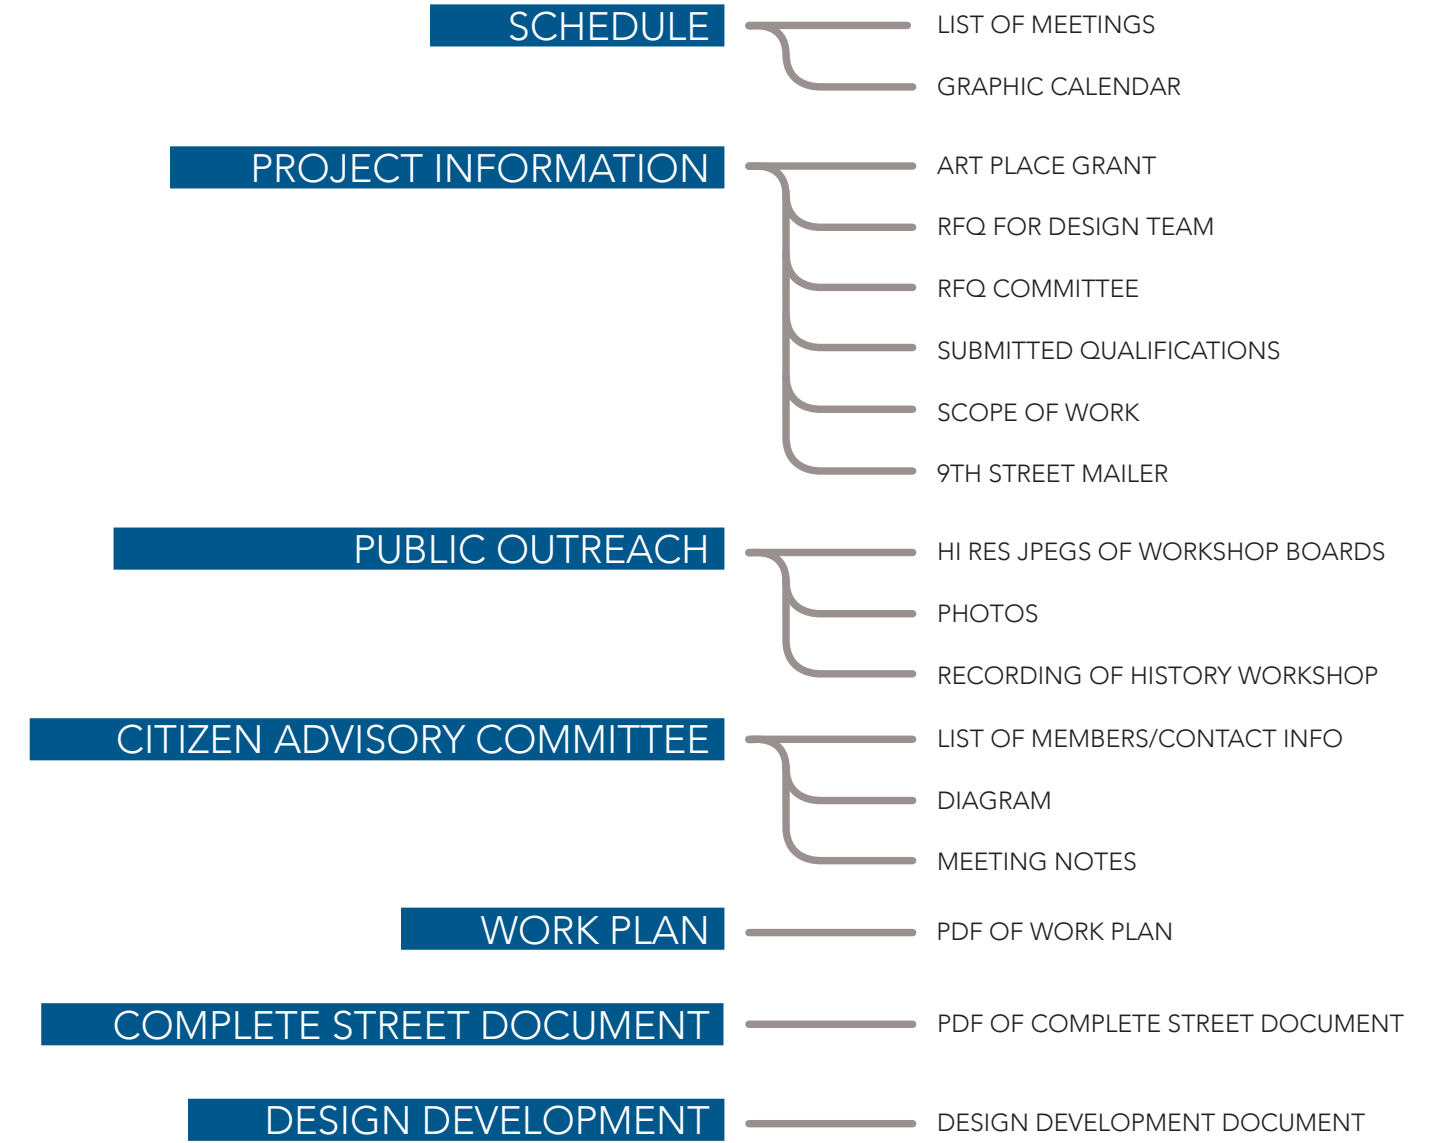 SCHEDULE
LIST OF MEETINGS
GRAPHIC CALENDAR
PROJECT INFORMATION
ART PLACE GRANT
RFQ FOR DESIGN TEAM
RFQ COMMITTEE
SUBMITTED QUALIFICATIONS
SCOPE OF WORK
9TH STREET MAILER
PUBLIC OUTREACH
HI RES JPEGS OF WORKSHOP BOARDS
PHOTOS
RECORDING OF HISTORY WORKSHOP
CITIZEN ADVISORY COMMITTEE
LIST OF MEMBERS/CONTACT INFO
DIAGRAM
MEETING NOTES
WORK PLAN
PDF OF WORK PLAN
COMPLETE STREET DOCUMENT
PDF OF COMPLETE STREET DOCUMENT
DESIGN DEVELOPMENT
DESIGN DEVELOPMENT DOCUMENT